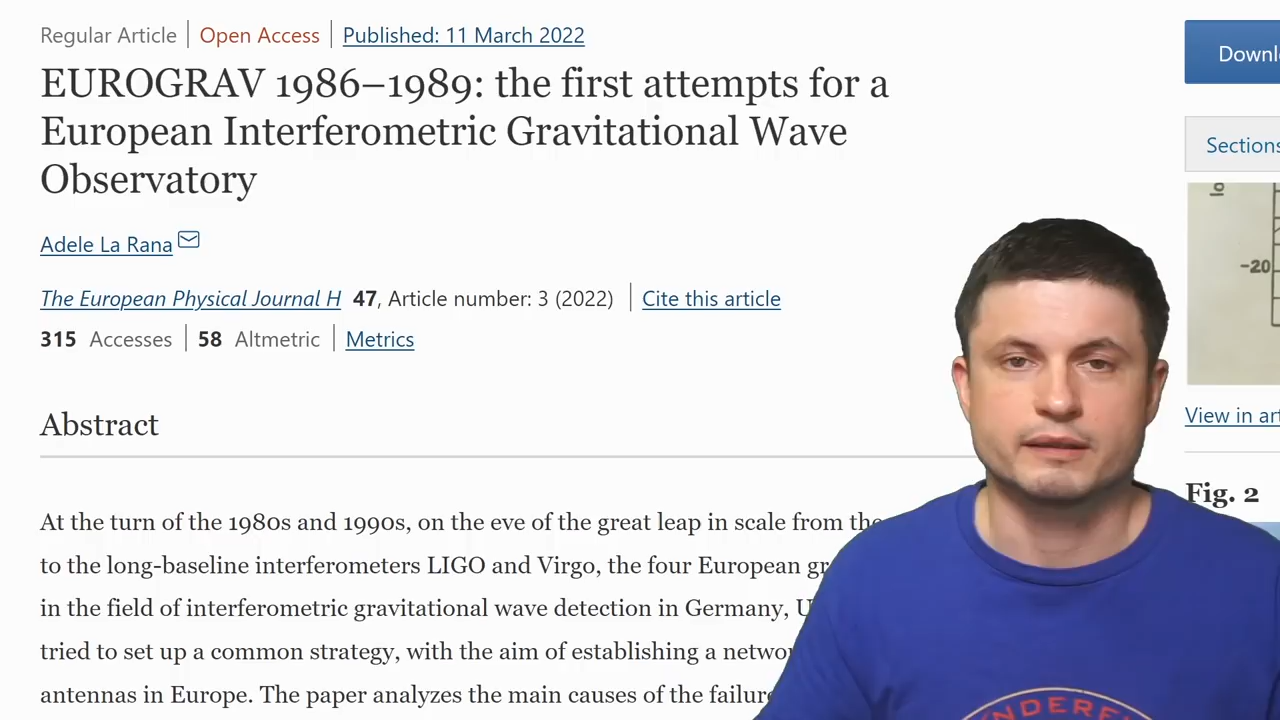 Regular Article | Open Access | Published: 11 March 2022
EUROGRAV 1986–1989: the first attempts for a
European Interferometric Gravitational Wave
Observatory
Adele La Rana
The European Physical Journal H 47, Article number: 3 (2022) | Cite this article
315 Accesses | 58 Altmetric | Metrics
Abstract
At the turn of the 1980s and 1990s, on the eve of the great leap in scale from the
to the long-baseline interferometers LIGO and Virgo, the four European
in the field of interferometric gravitational wave detection in Germany,
tried to set up a common strategy, with the aim of establishing a
antennas in Europe. The paper analyzes the main causes of the
Sections
-20
View in
Fig. 2